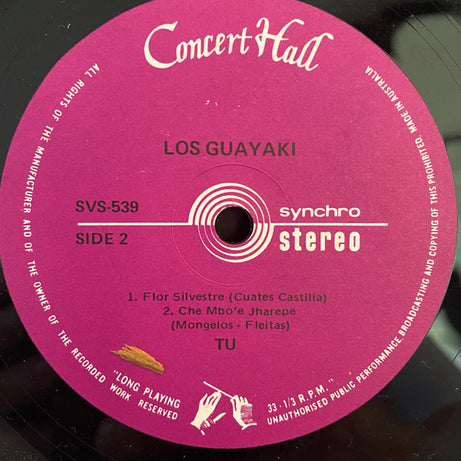 Concert Hall
LOS GUAYAKI
SVS-539
synchro
SIDE 2
stereo
1. Flor Silvestre (Cuates Castilla)
2. Che Mbo'e Jharepe
(Mongelos - Fleitas)
TU
"LONG PLAYING
33 - 1/3 R.P.M."
ALL RIGHTS OF THE MANUFACTURER AND OF THE OWNER OF THE RECORDED WORK RESERVED
UNAUTHORISED PUBLIC PERFORMANCE, BROADCASTING AND COPYING OF THIS PROHIBITED. MADE IN AUSTRALIA